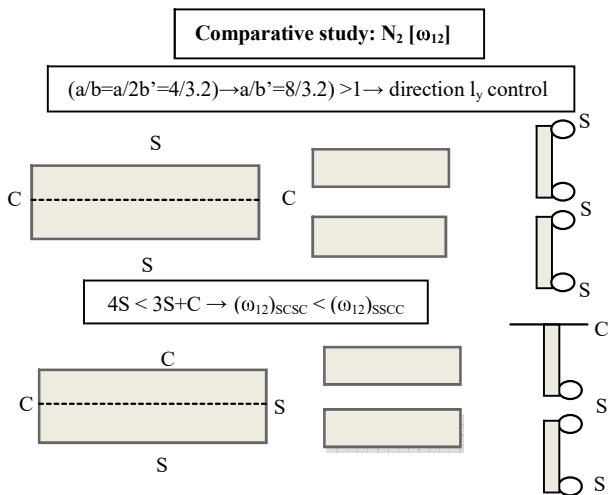 Comparative study: N₂ [ω₁₂]
(a/b=a/2b’=4/3.2)→a/b’=8/3.2) >1→ direction lᵧ control
S
S
C
C
S
S
S
4S < 3S+C → (ω₁₂)SCSC < (ω₁₂)SSCC
C
C
C
S
S
S
S